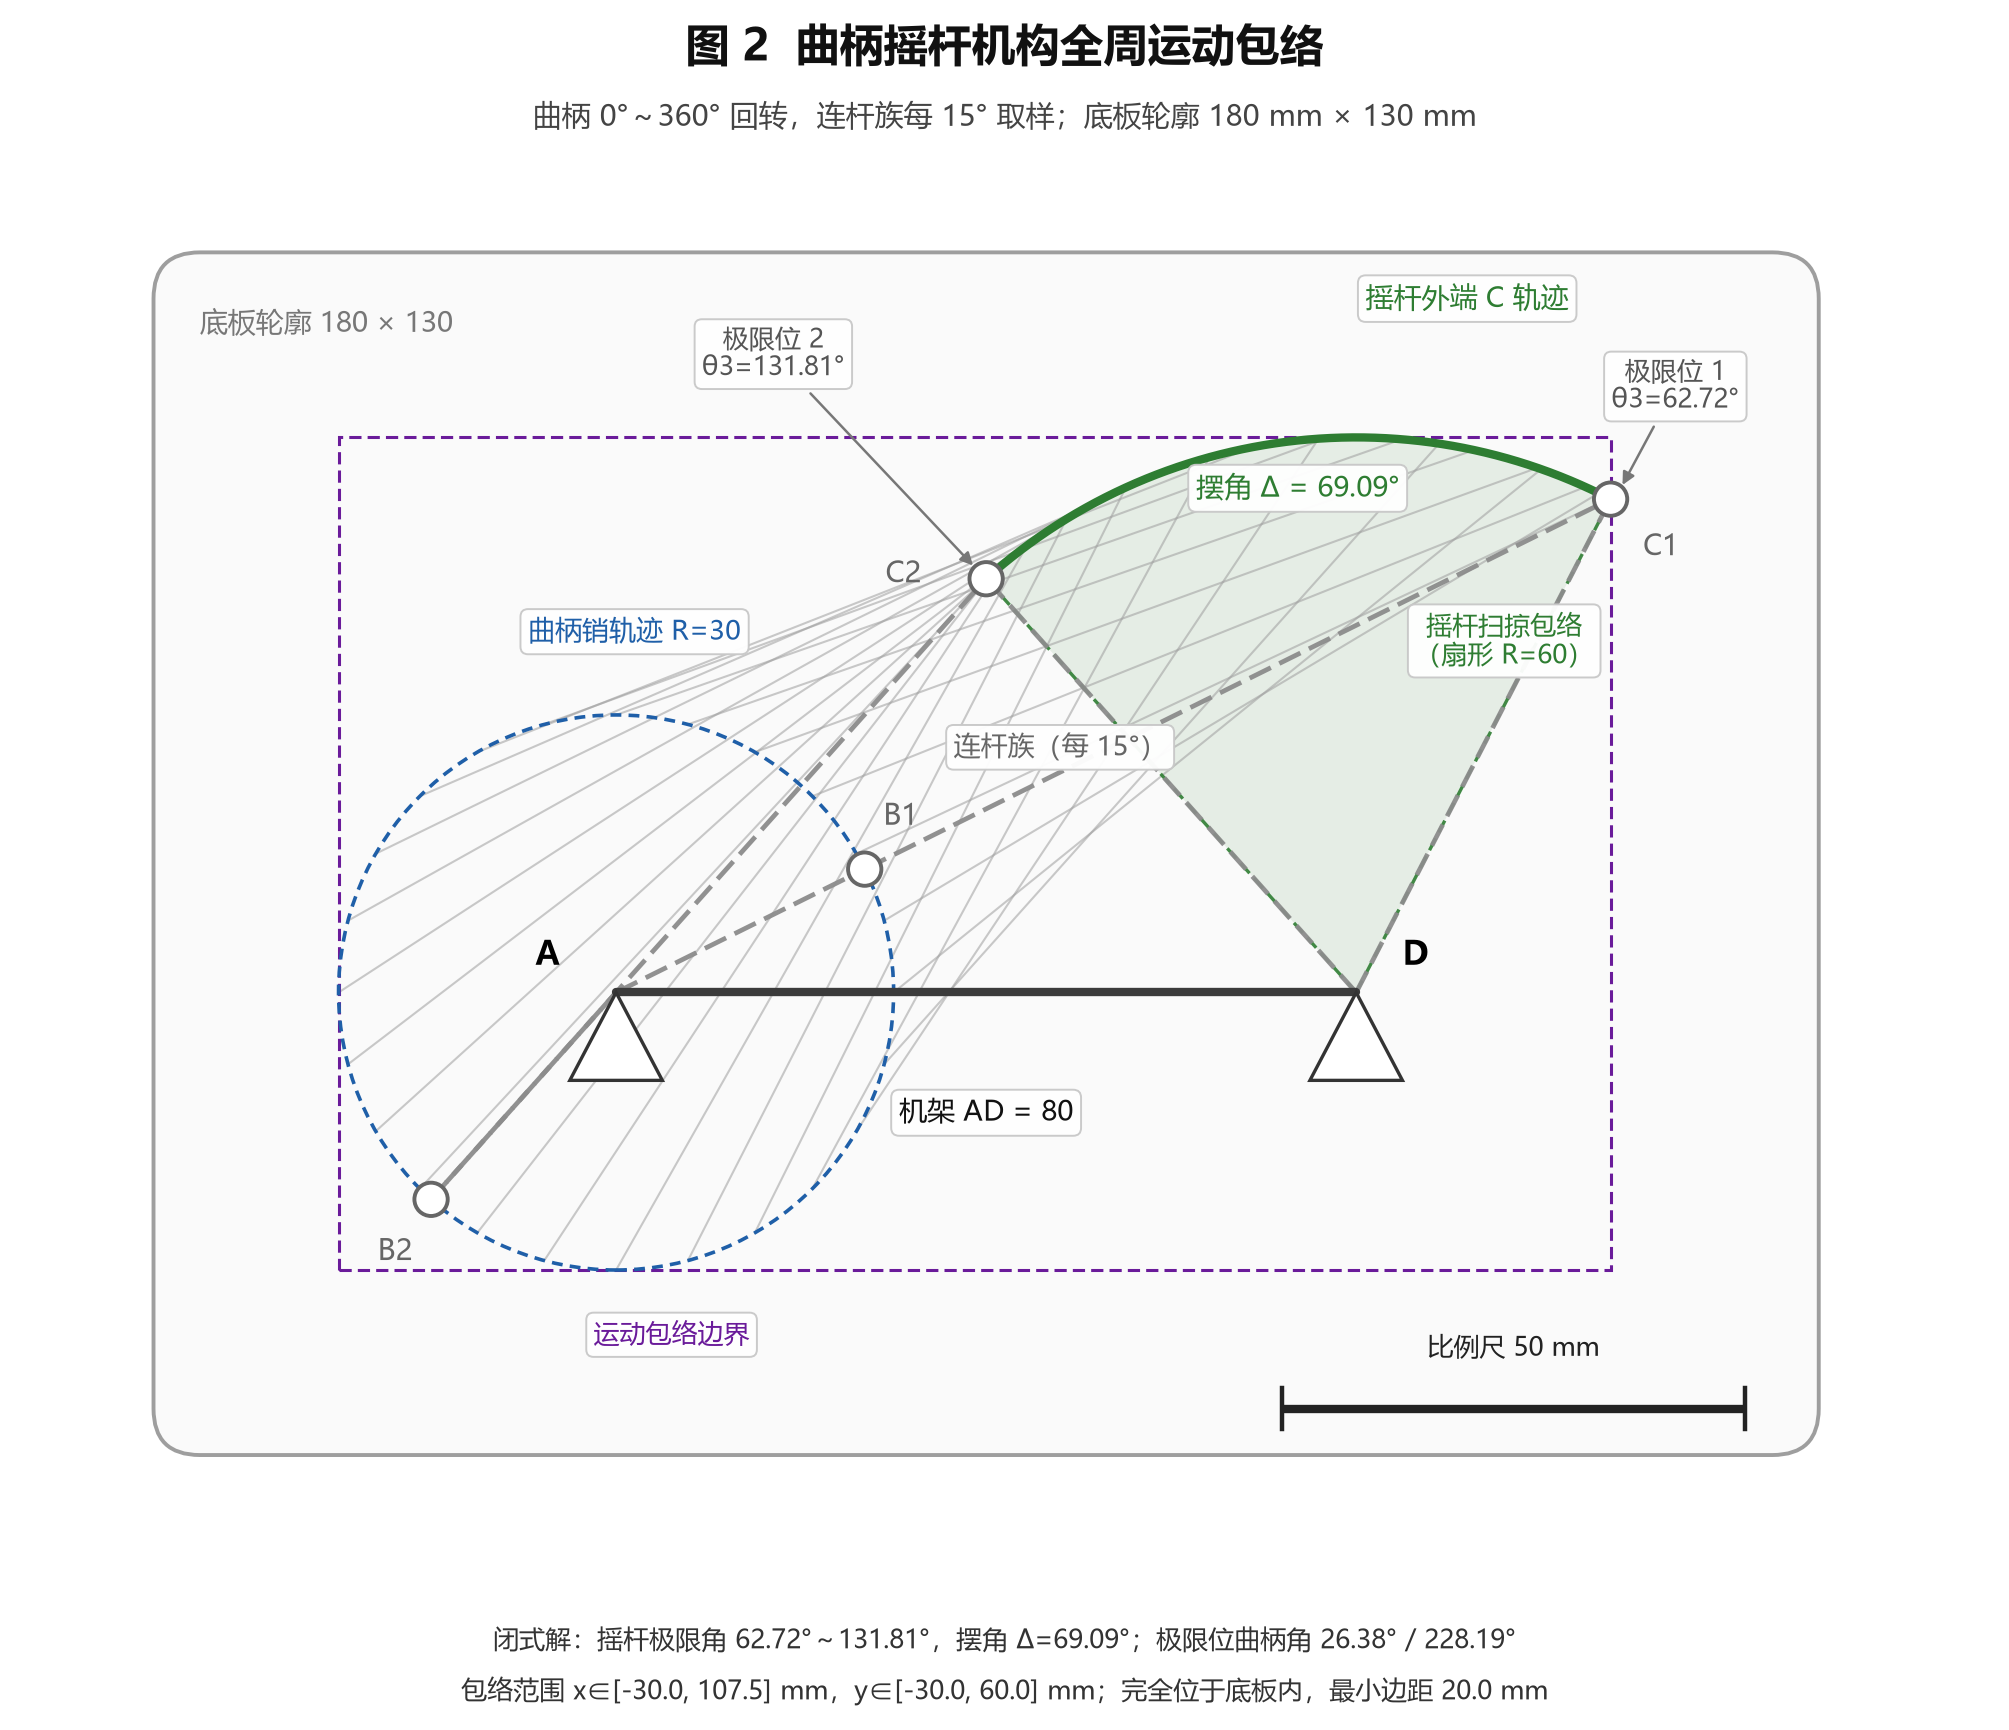 图 2 曲柄摇杆机构全周运动包络
曲柄 0°～360° 回转，连杆族每 15° 取样；底板轮廓 180 mm × 130 mm
摇杆外端 C 轨迹
底板轮廓 180 × 130
极限位 2
θ3=131.81°
极限位 1
θ3=62.72°
摆角 Δ = 69.09°
C1
C2
曲柄销轨迹 R=30
摇杆扫掠包络
（扇形 R=60）
连杆族（每 15°）
B1
A
D
机架 AD = 80
B2
运动包络边界
比例尺 50 mm
闭式解：摇杆极限角 62.72°～131.81°，摆角 Δ=69.09°；极限位曲柄角 26.38° / 228.19°
包络范围 x∈[-30.0, 107.5] mm，y∈[-30.0, 60.0] mm；完全位于底板内，最小边距 20.0 mm